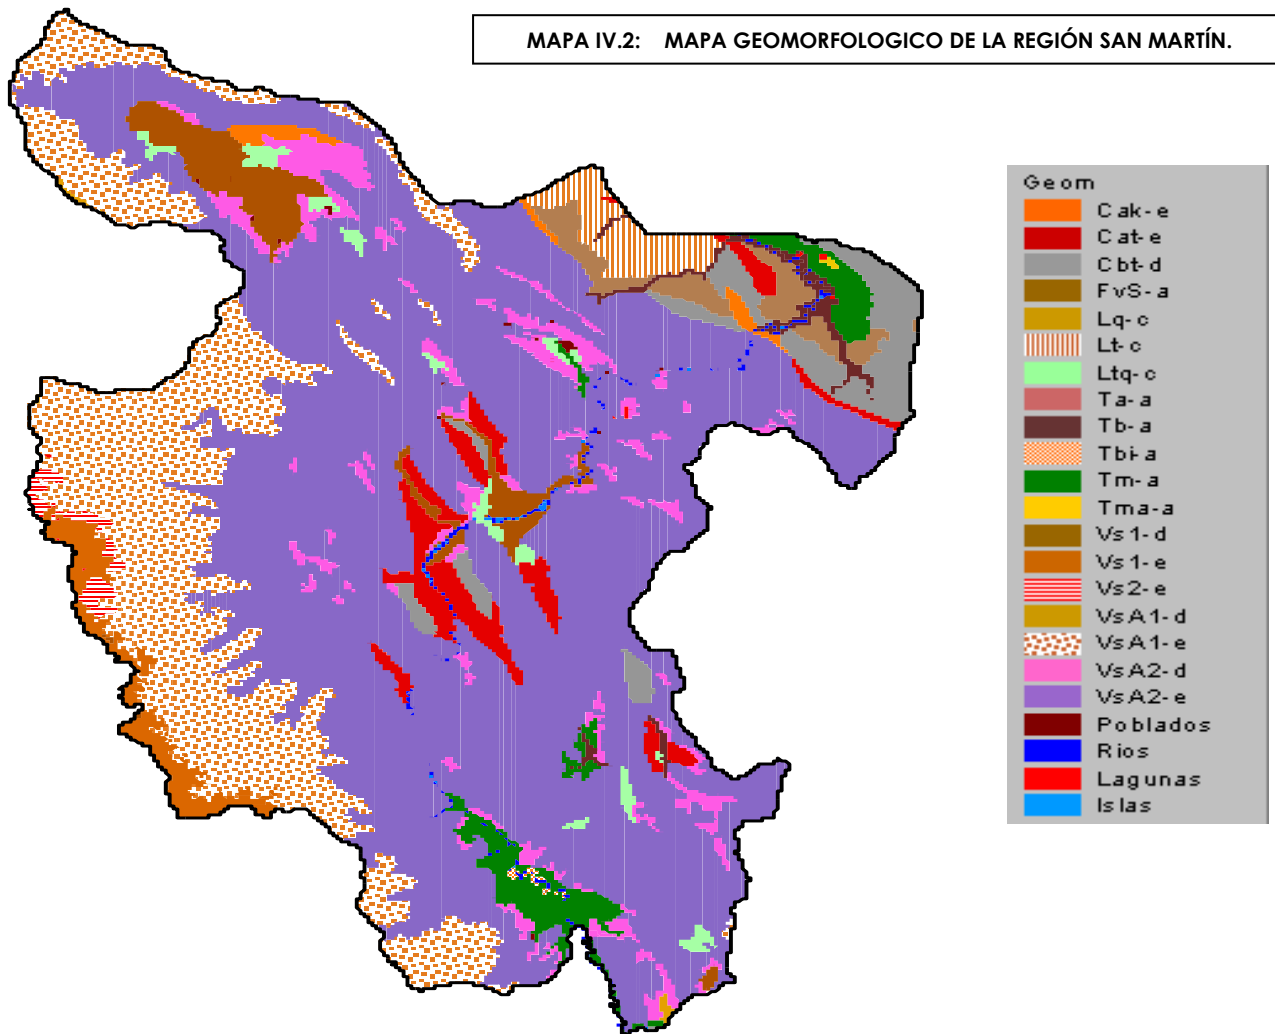 MAPA IV.2: MAPA GEOMORFOLOGICO DE LA REGIÓN SAN MARTÍN.
Geom
Cak-e
Cat-e
Cbt-d
FvS-a
Lq-c
Lt-c
Ltq-c
Ta-a
Tb-a
Tbi-a
Tm-a
Tma-a
Vs1-d
Vs1-e
Vs2-e
VsA1-d
VsA1-e
VsA2-d
VsA2-e
Poblados
Rios
Lagunas
Islas